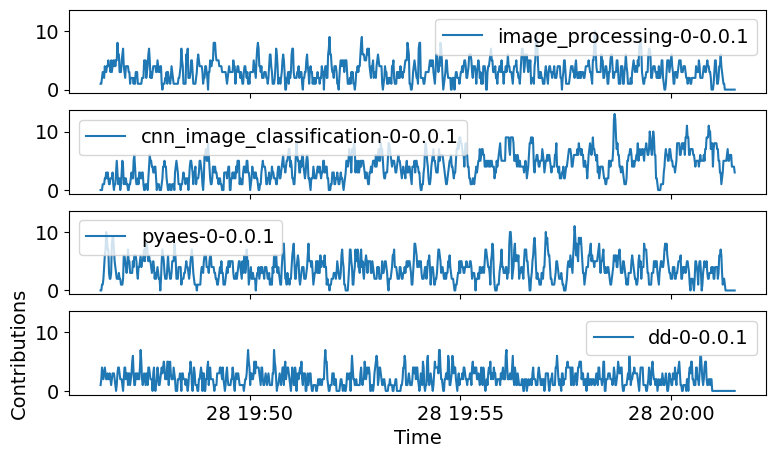 10
0
image_processing-0-0.0.1
10
0
cnn_image_classification-0-0.0.1
10
0
pyaes-0-0.0.1
10
0
dd-0-0.0.1
Contributions
28 19:50
28 19:55
28 20:00
Time